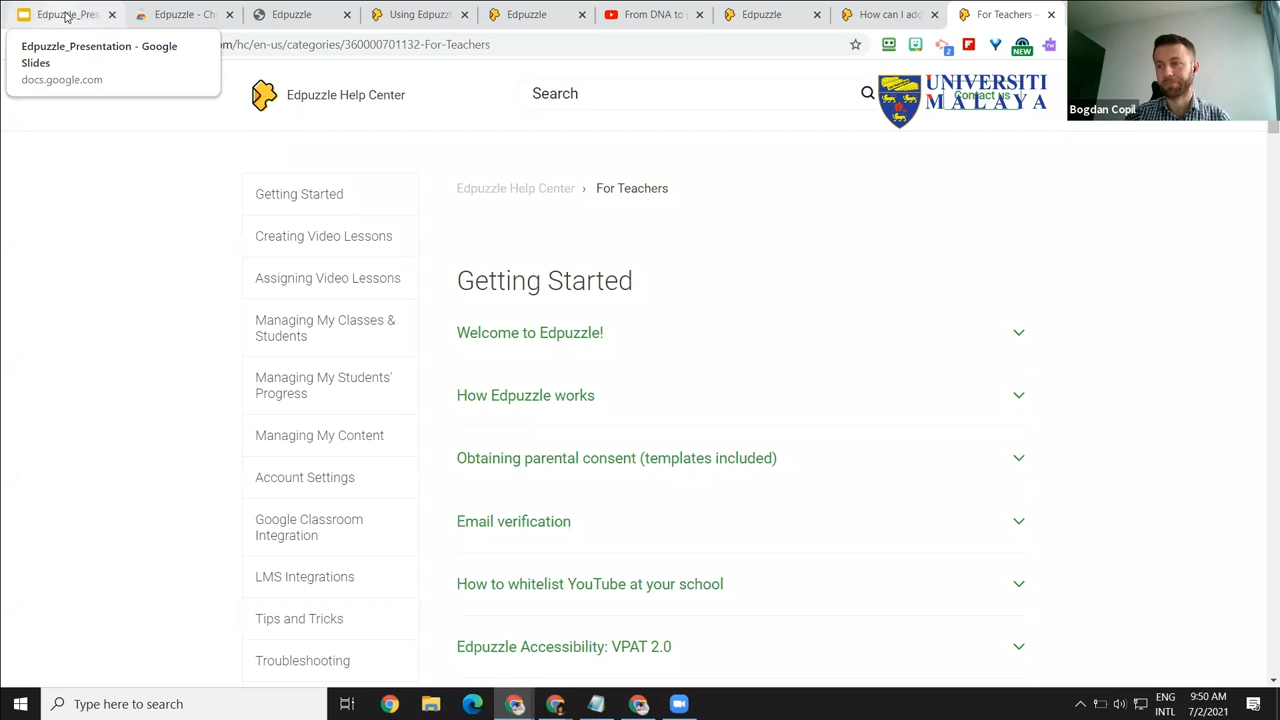 Edpuzzle_Pres
Edpuzzle - Ch
Edpuzzle
Using Edpuzzl
Edpuzzle
From DNA to
Edpuzzle
How can I add
For Teachers -
Edpuzzle_Presentation - Google
Slides
docs.google.com
/categories/360000701132-For-Teachers
2
NEW
Edpuzzle Help Center
Search
Contact us
UNIVERSITI
MALAYA
Bogdan Copil
Getting Started
Creating Video Lessons
Assigning Video Lessons
Managing My Classes &
Students
Managing My Students'
Progress
Managing My Content
Account Settings
Google Classroom
Integration
LMS Integrations
Tips and Tricks
Troubleshooting
Edpuzzle Help Center › For Teachers
Getting Started
Welcome to Edpuzzle!
How Edpuzzle works
Obtaining parental consent (templates included)
Email verification
How to whitelist YouTube at your school
Edpuzzle Accessibility: VPAT 2.0
Type here to search
ENG
INTL
9:50 AM
7/2/2021